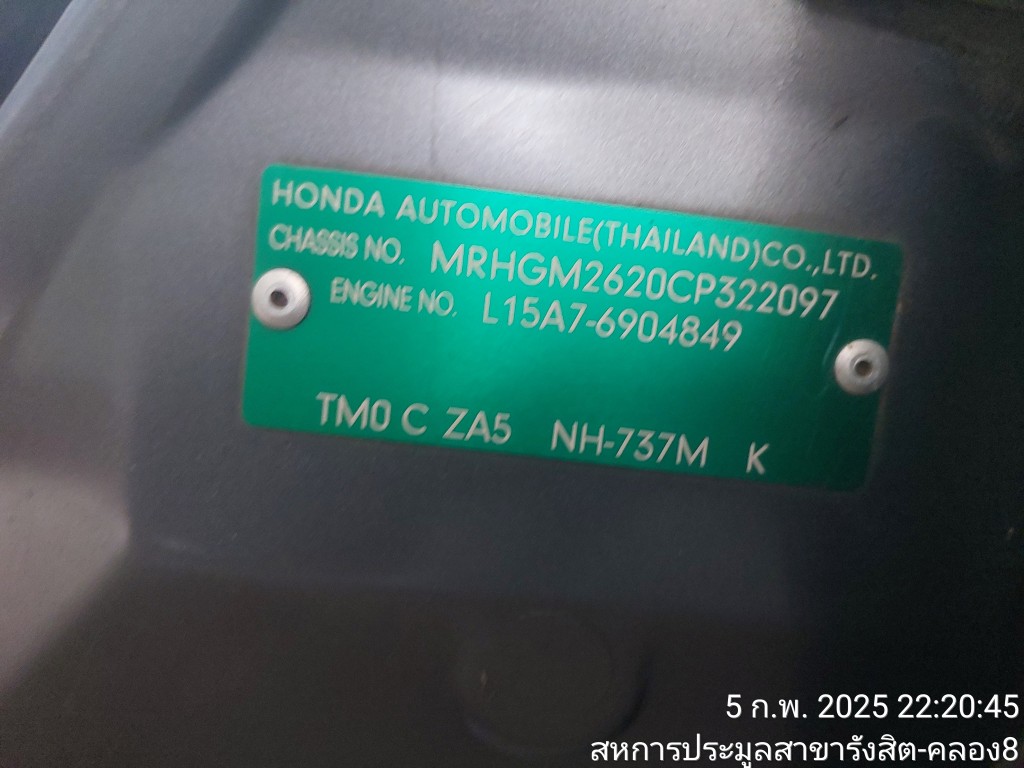 HONDA AUTOMOBILE(THAILAND)CO.,LTD.
CHASSIS NO. MRHGM2620CP322097
ENGINE NO. L15A7-6904849
TM0 C ZA5 NH-737M K
5 ก.พ. 2025 22:20:45
สหการประมูลสาขารังสิต-คลอง8